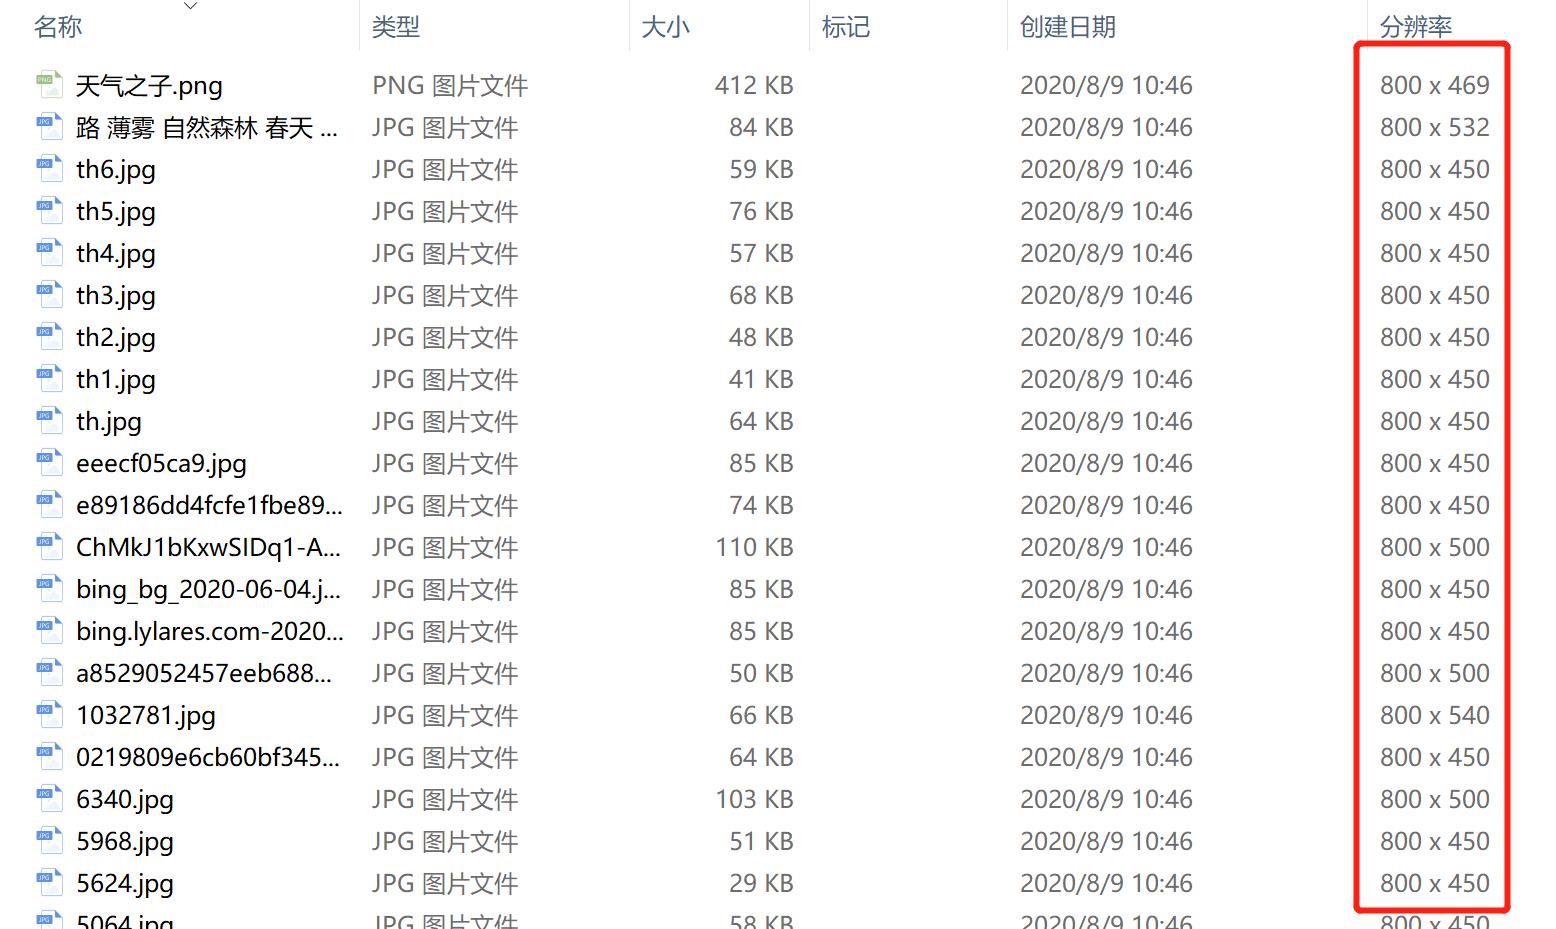 名称 类型 大小 标记 创建日期 分辨率
天气之子.png PNG 图片文件 412 KB 2020/8/9 10:46 800 x 469
路 薄雾 自然森林 春天 ... JPG 图片文件 84 KB 2020/8/9 10:46 800 x 532
th6.jpg JPG 图片文件 59 KB 2020/8/9 10:46 800 x 450
th5.jpg JPG 图片文件 76 KB 2020/8/9 10:46 800 x 450
th4.jpg JPG 图片文件 57 KB 2020/8/9 10:46 800 x 450
th3.jpg JPG 图片文件 68 KB 2020/8/9 10:46 800 x 450
th2.jpg JPG 图片文件 48 KB 2020/8/9 10:46 800 x 450
th1.jpg JPG 图片文件 41 KB 2020/8/9 10:46 800 x 450
th.jpg JPG 图片文件 64 KB 2020/8/9 10:46 800 x 450
eeecf05ca9.jpg JPG 图片文件 85 KB 2020/8/9 10:46 800 x 450
e89186dd4fcfe1fbe89... JPG 图片文件 74 KB 2020/8/9 10:46 800 x 450
ChMkJ1bKxwSIDq1-A... JPG 图片文件 110 KB 2020/8/9 10:46 800 x 500
bing_bg_2020-06-04.j... JPG 图片文件 85 KB 2020/8/9 10:46 800 x 450
bing.lylares.com-2020... JPG 图片文件 85 KB 2020/8/9 10:46 800 x 450
a8529052457eeb688... JPG 图片文件 50 KB 2020/8/9 10:46 800 x 500
1032781.jpg JPG 图片文件 66 KB 2020/8/9 10:46 800 x 540
0219809e6cb60bf345... JPG 图片文件 64 KB 2020/8/9 10:46 800 x 450
6340.jpg JPG 图片文件 103 KB 2020/8/9 10:46 800 x 500
5968.jpg JPG 图片文件 51 KB 2020/8/9 10:46 800 x 450
5624.jpg JPG 图片文件 29 KB 2020/8/9 10:46 800 x 450
5064.jpg JPG 图片文件 58 KB 2020/8/9 10:46 800 x 450